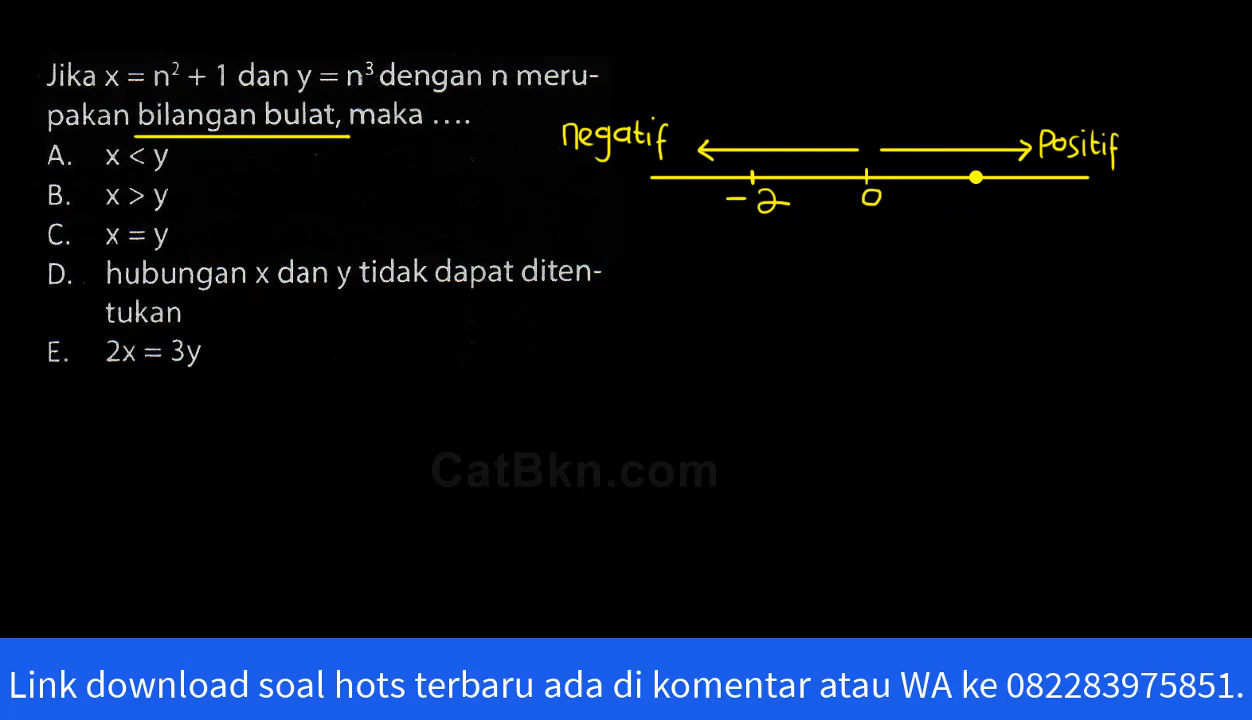 Jika x = n² + 1 dan y = n³ dengan n meru-
pakan bilangan bulat, maka ....
A. x < y
B. x > y
C. x = y
D. hubungan x dan y tidak dapat diten-
tukan
E. 2x = 3y
negatif
Positif
-2 0
CatBkn.com
Link download soal hots terbaru ada di komentar atau WA ke 082283975851.